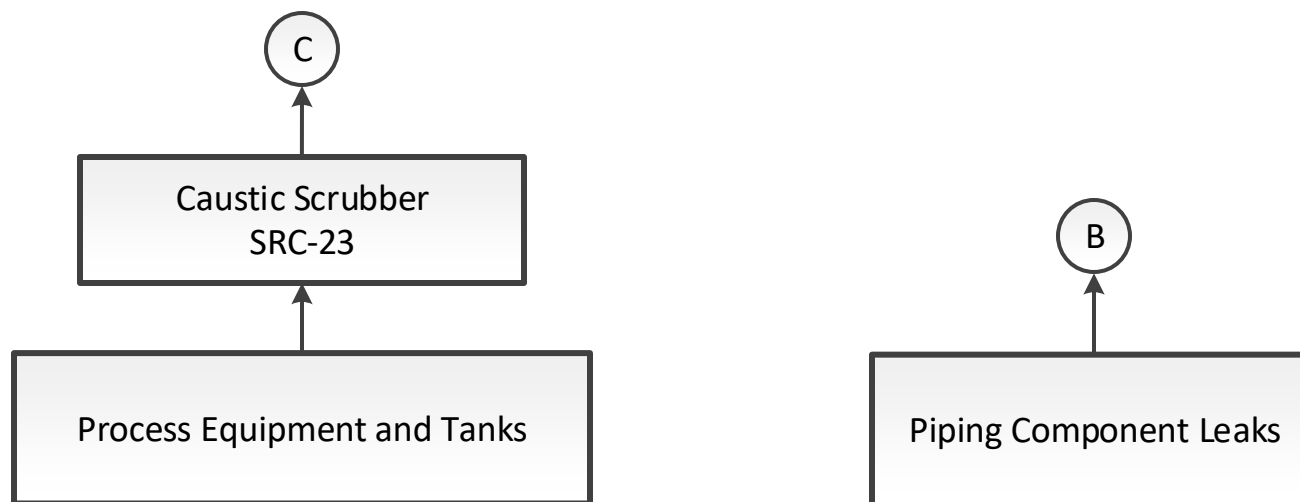 C
Caustic Scrubber
SRC-23
B
Process Equipment and Tanks
Piping Component Leaks